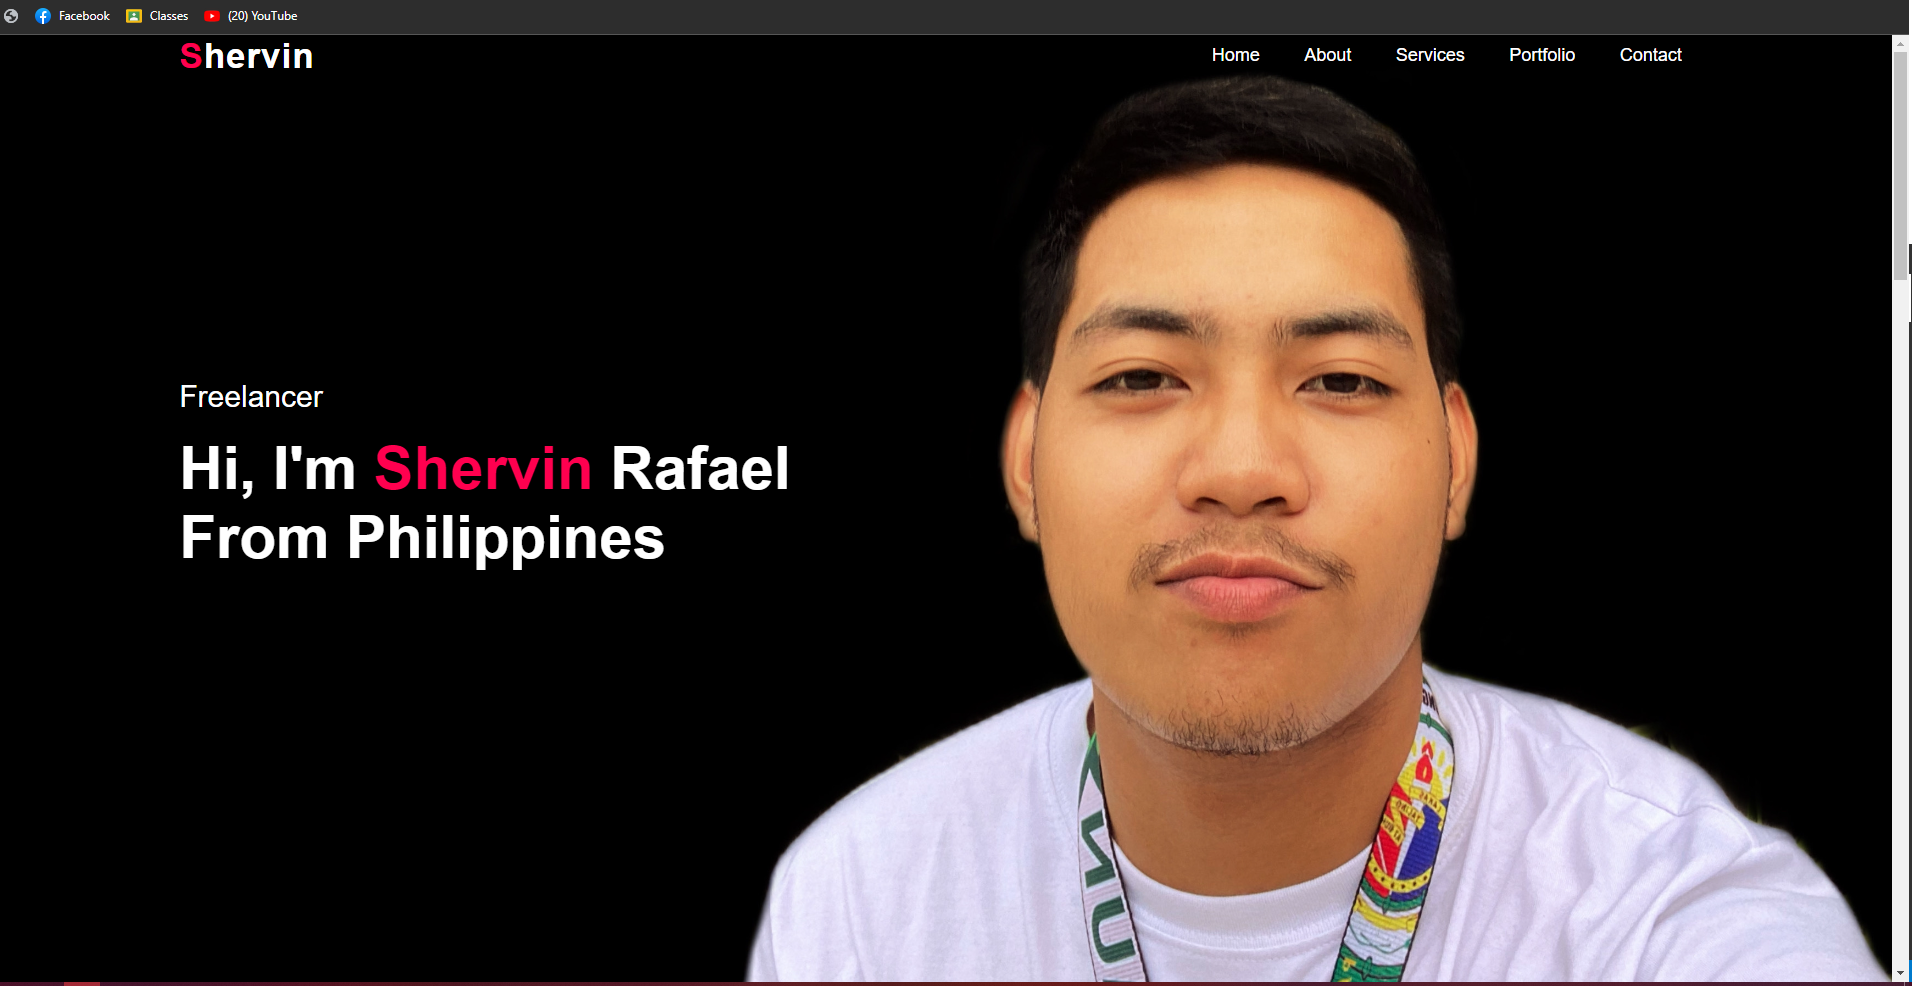 Facebook
Classes
(20) YouTube
Shervin
Home
About
Services
Portfolio
Contact
Freelancer
Hi, I'm Shervin Rafael
From Philippines